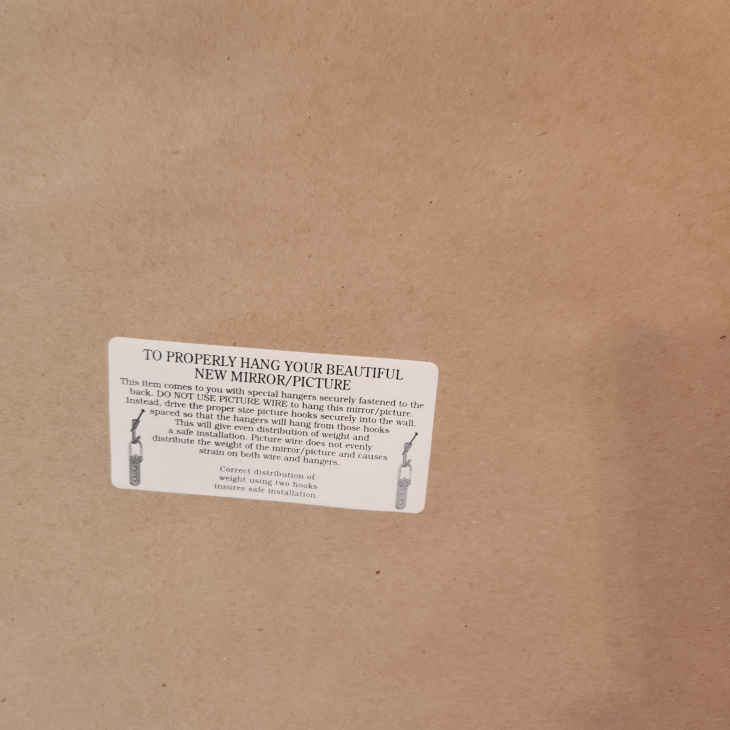 TO PROPERLY HANG YOUR BEAUTIFUL
NEW MIRROR/PICTURE
This item comes to you with special hangers securely fastened to the
back. DO NOT USE PICTURE WIRE to hang this mirror/picture.
Instead, drive the proper size picture hooks securely into the wall,
spaced so that the hangers will hang from those hooks
This will give even distribution of weight and
a safe installation. Picture wire does not evenly
distribute the weight of the mirror/picture and causes
strain on both wire and hangers.
Correct distribution of
weight using two hooks
insures safe installation.